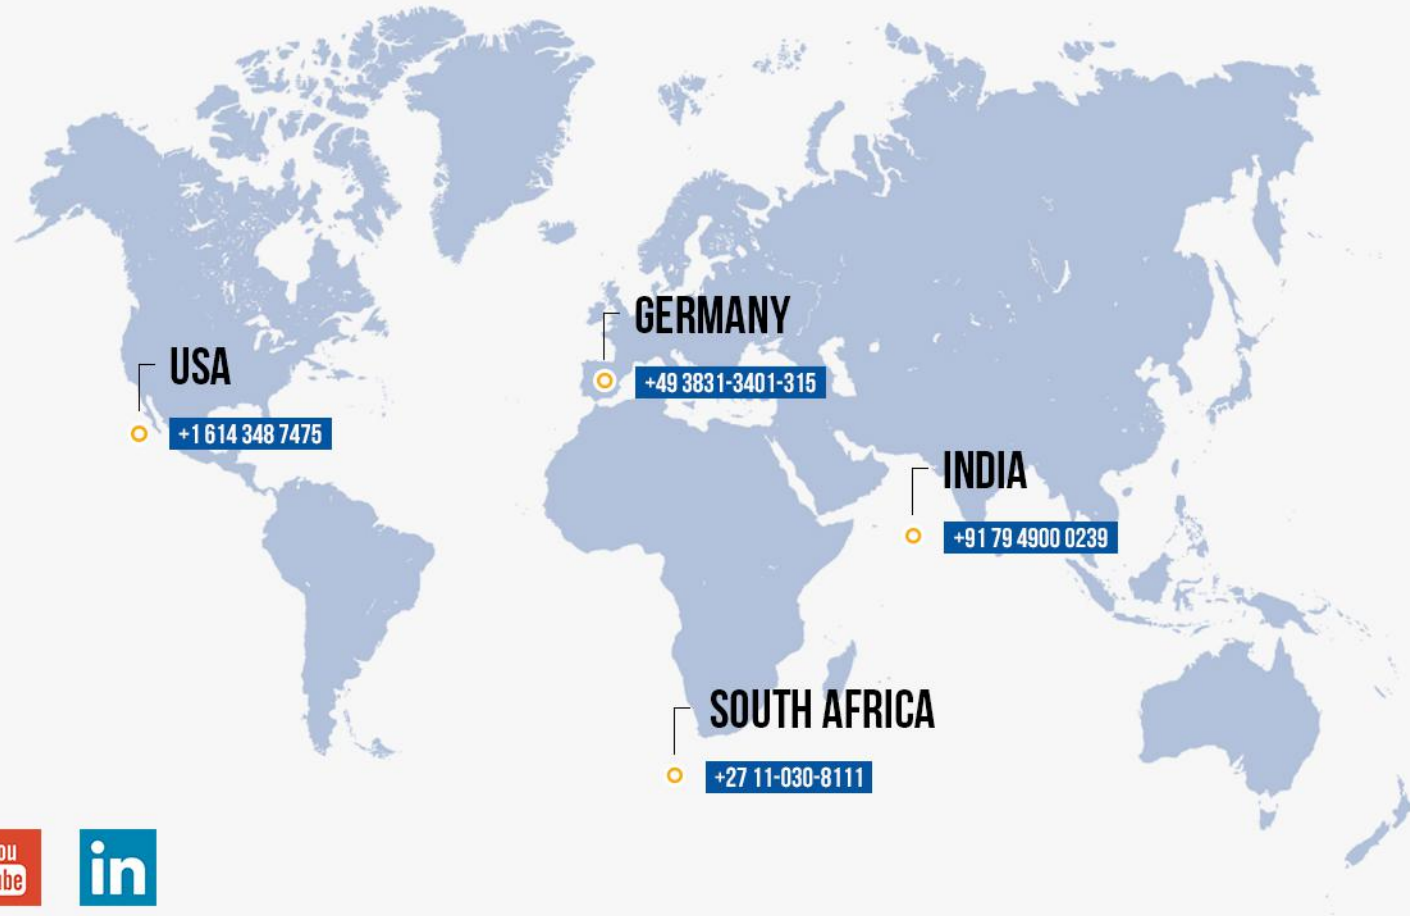 GERMANY
+49 3831-3401-315
USA
+1 614 348 7475
INDIA
+91 79 4900 0239
SOUTH AFRICA
+27 11-030-8111
in